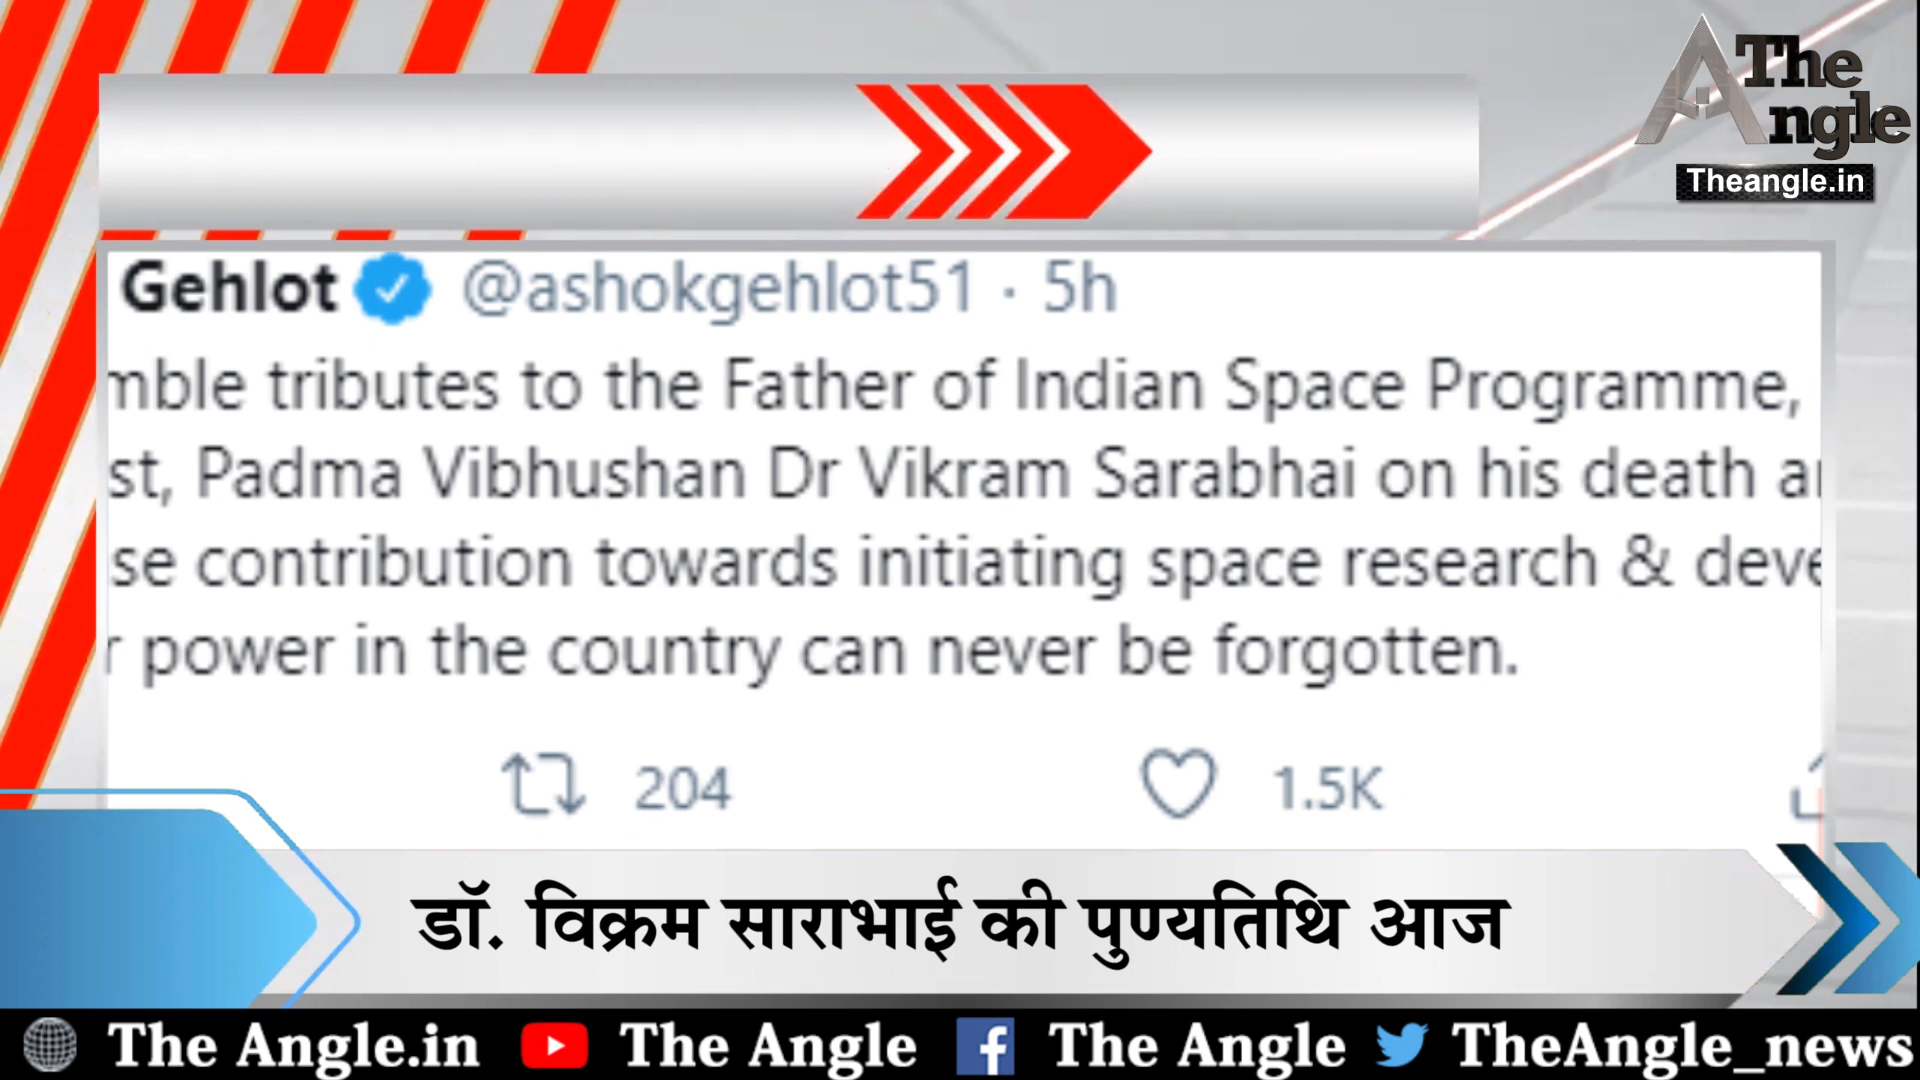 The
Angle
Theangle.in
Gehlot @ashokgehlot51 · 5h
mble tributes to the Father of Indian Space Programme,
st, Padma Vibhushan Dr Vikram Sarabhai on his death a
se contribution towards initiating space research & deve
r power in the country can never be forgotten.
204 1.5K
डॉ. विक्रम साराभाई की पुण्यतिथि आज
The Angle.in The Angle The Angle TheAngle_news